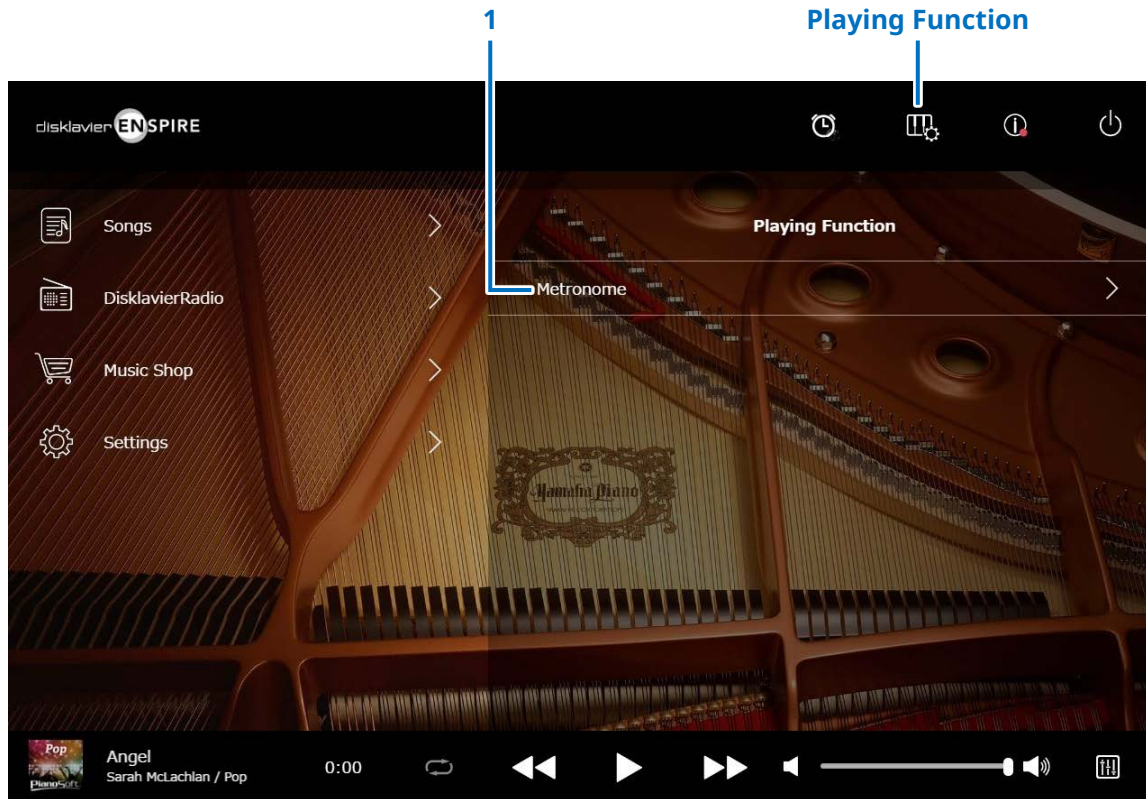 1
Playing Function
disklavier ENSPIRE
Songs
DisklavierRadio
Music Shop
Settings
Playing Function
Metronome
Yamaha Piano
Pop
PianoSoft
Angel
Sarah McLachlan / Pop
0:00